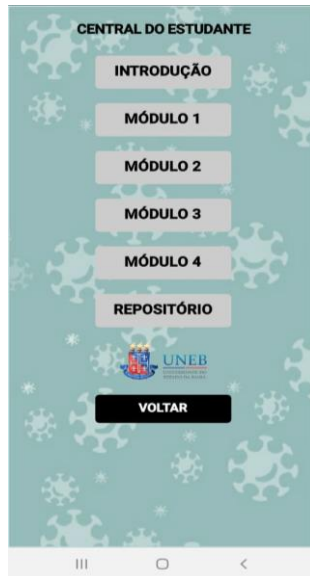 CENTRAL DO ESTUDANTE
INTRODUÇÃO
MÓDULO 1
MÓDULO 2
MÓDULO 3
MÓDULO 4
REPOSITÓRIO
UNEB
VOLTAR